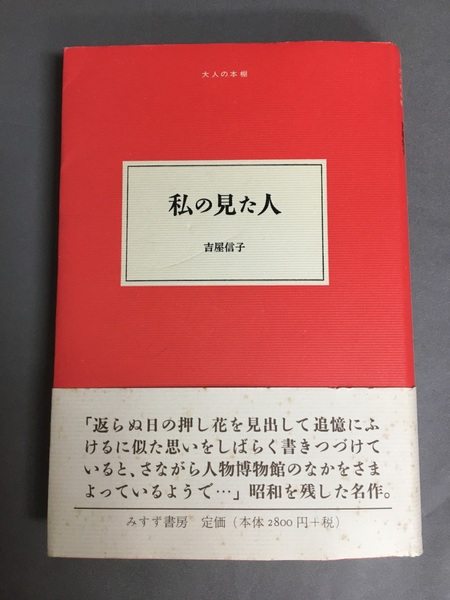 大人の本棚
私の見た人
吉屋信子
「返らぬ日の押し花を見出して追憶にふ
けるに似た思いをしばらく書きつづけて
いると、さながら人物博物館のなかをさま
よっているようで…」昭和を残した名作。
みすず書房 定価(本体2800円+税)